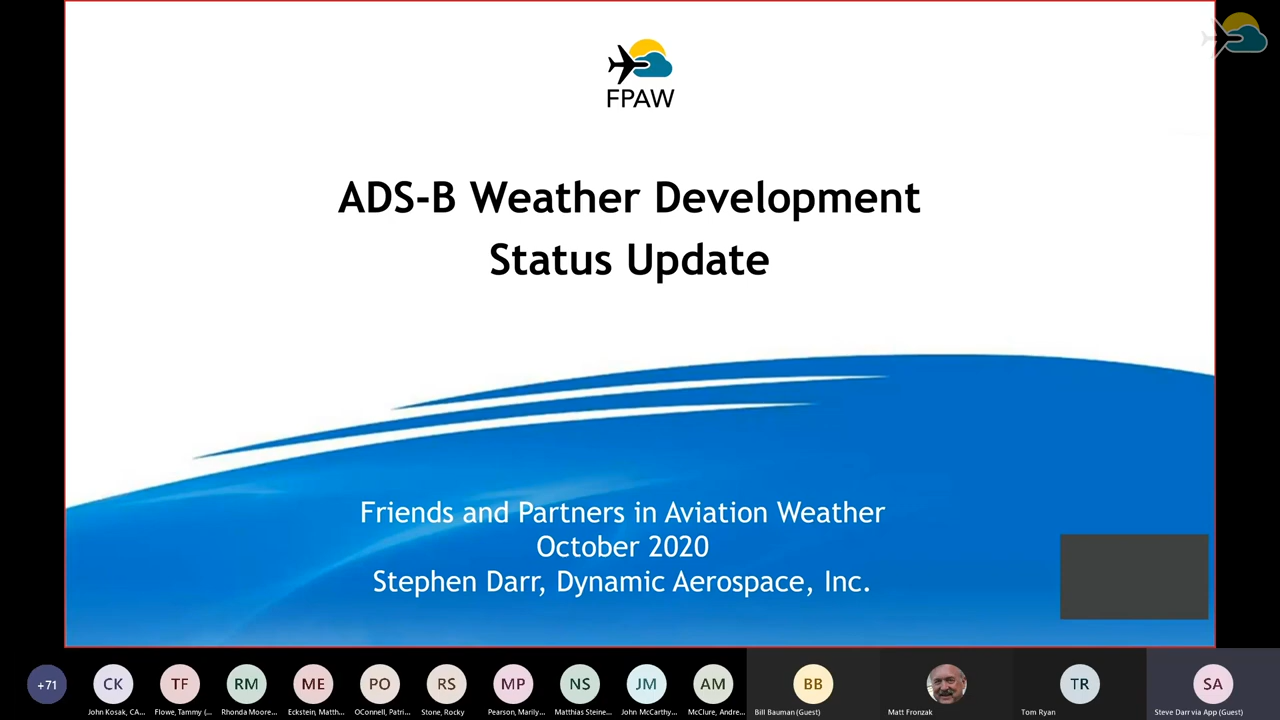 FPAW
ADS-B Weather Development
Status Update
Friends and Partners in Aviation Weather
October 2020
Stephen Darr, Dynamic Aerospace, Inc.
+71
CK
TF
RM
ME
PO
RS
MP
NS
JM
AM
BB
TR
SA
John Kosak, CA...
Flowe, Tammy (...
Rhonda Moore...
Eckstein, Matth...
OConnell, Patri...
Stone, Rocky
Pearson, Marily...
Matthias Steine...
John McCarthy...
McClure, Andre...
Bill Bauman (Guest)
Matt Fronzak
Tom Ryan
Steve Darr via App (Guest)